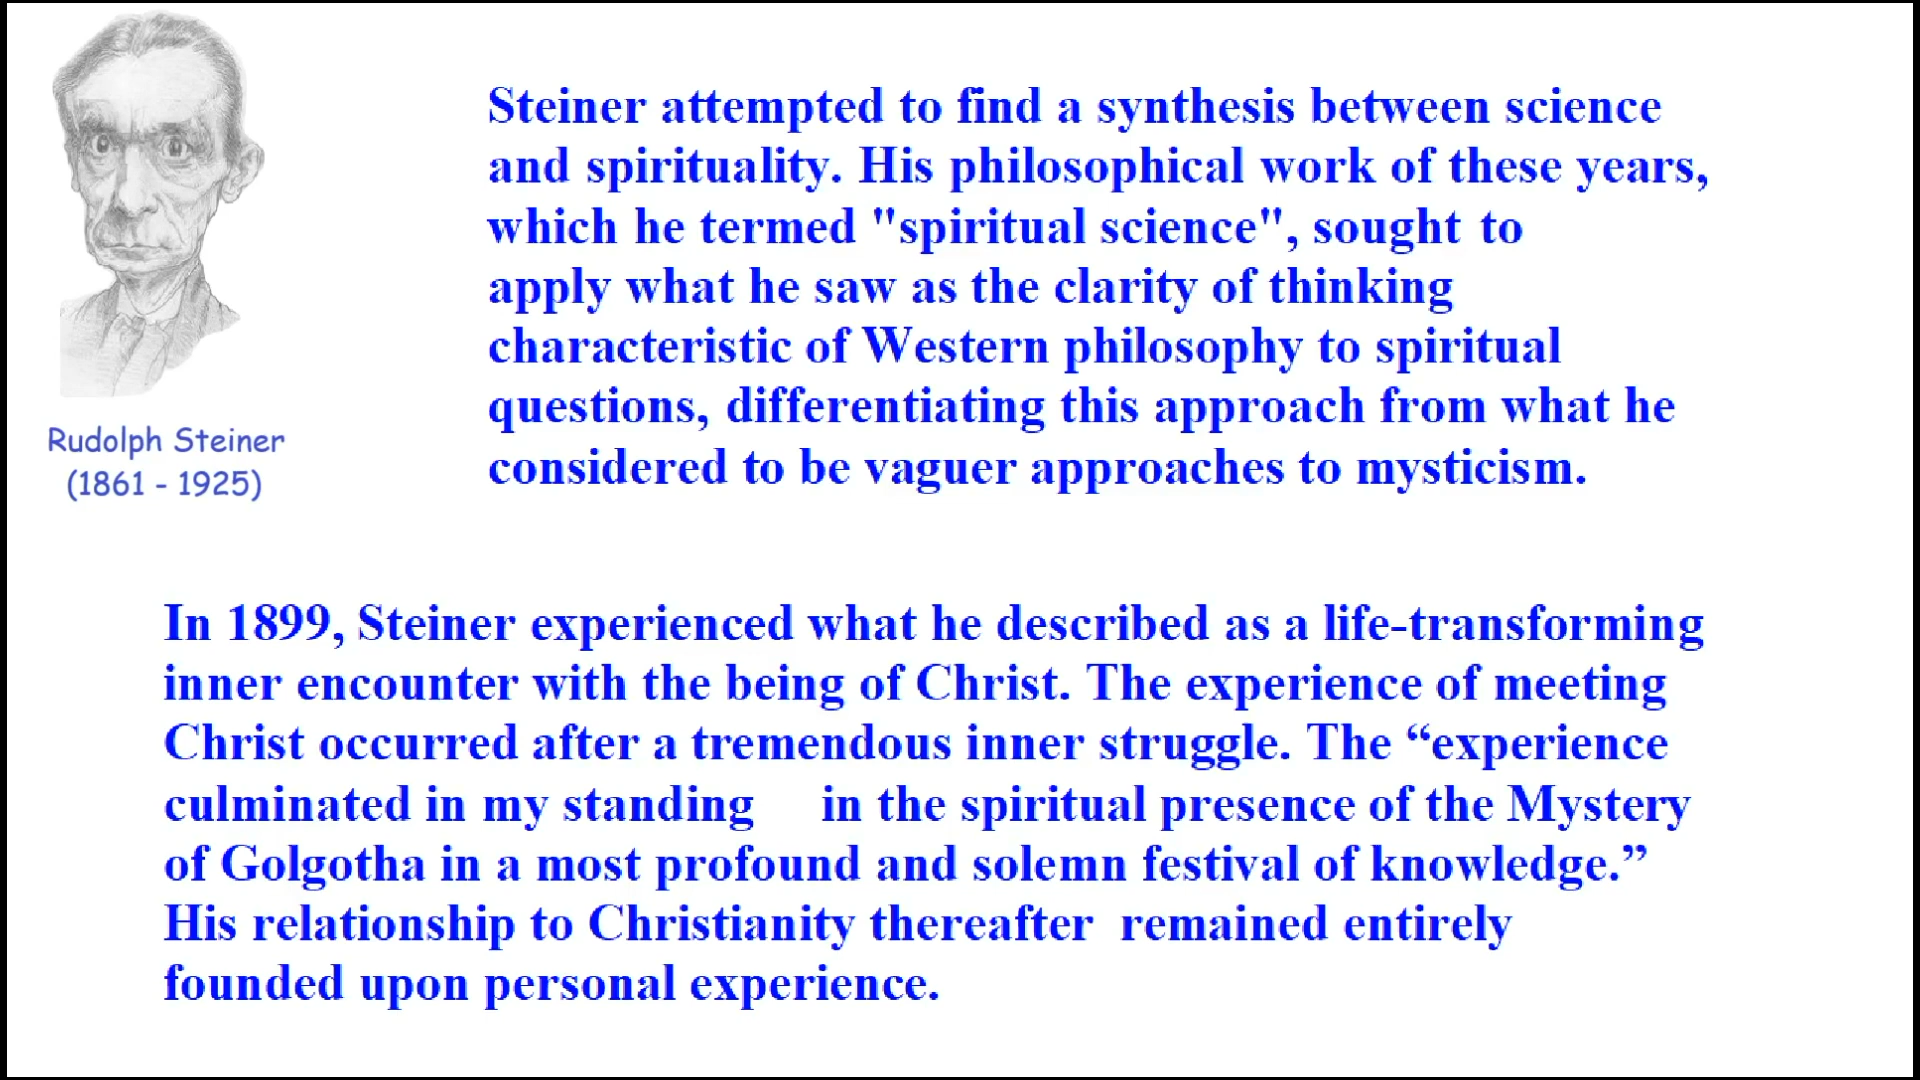 Rudolph Steiner
(1861 - 1925)
Steiner attempted to find a synthesis between science
and spirituality. His philosophical work of these years,
which he termed "spiritual science", sought to
apply what he saw as the clarity of thinking
characteristic of Western philosophy to spiritual
questions, differentiating this approach from what he
considered to be vaguer approaches to mysticism.
In 1899, Steiner experienced what he described as a life-transforming
inner encounter with the being of Christ. The experience of meeting
Christ occurred after a tremendous inner struggle. The “experience
culminated in my standing in the spiritual presence of the Mystery
of Golgotha in a most profound and solemn festival of knowledge.”
His relationship to Christianity thereafter remained entirely
founded upon personal experience.